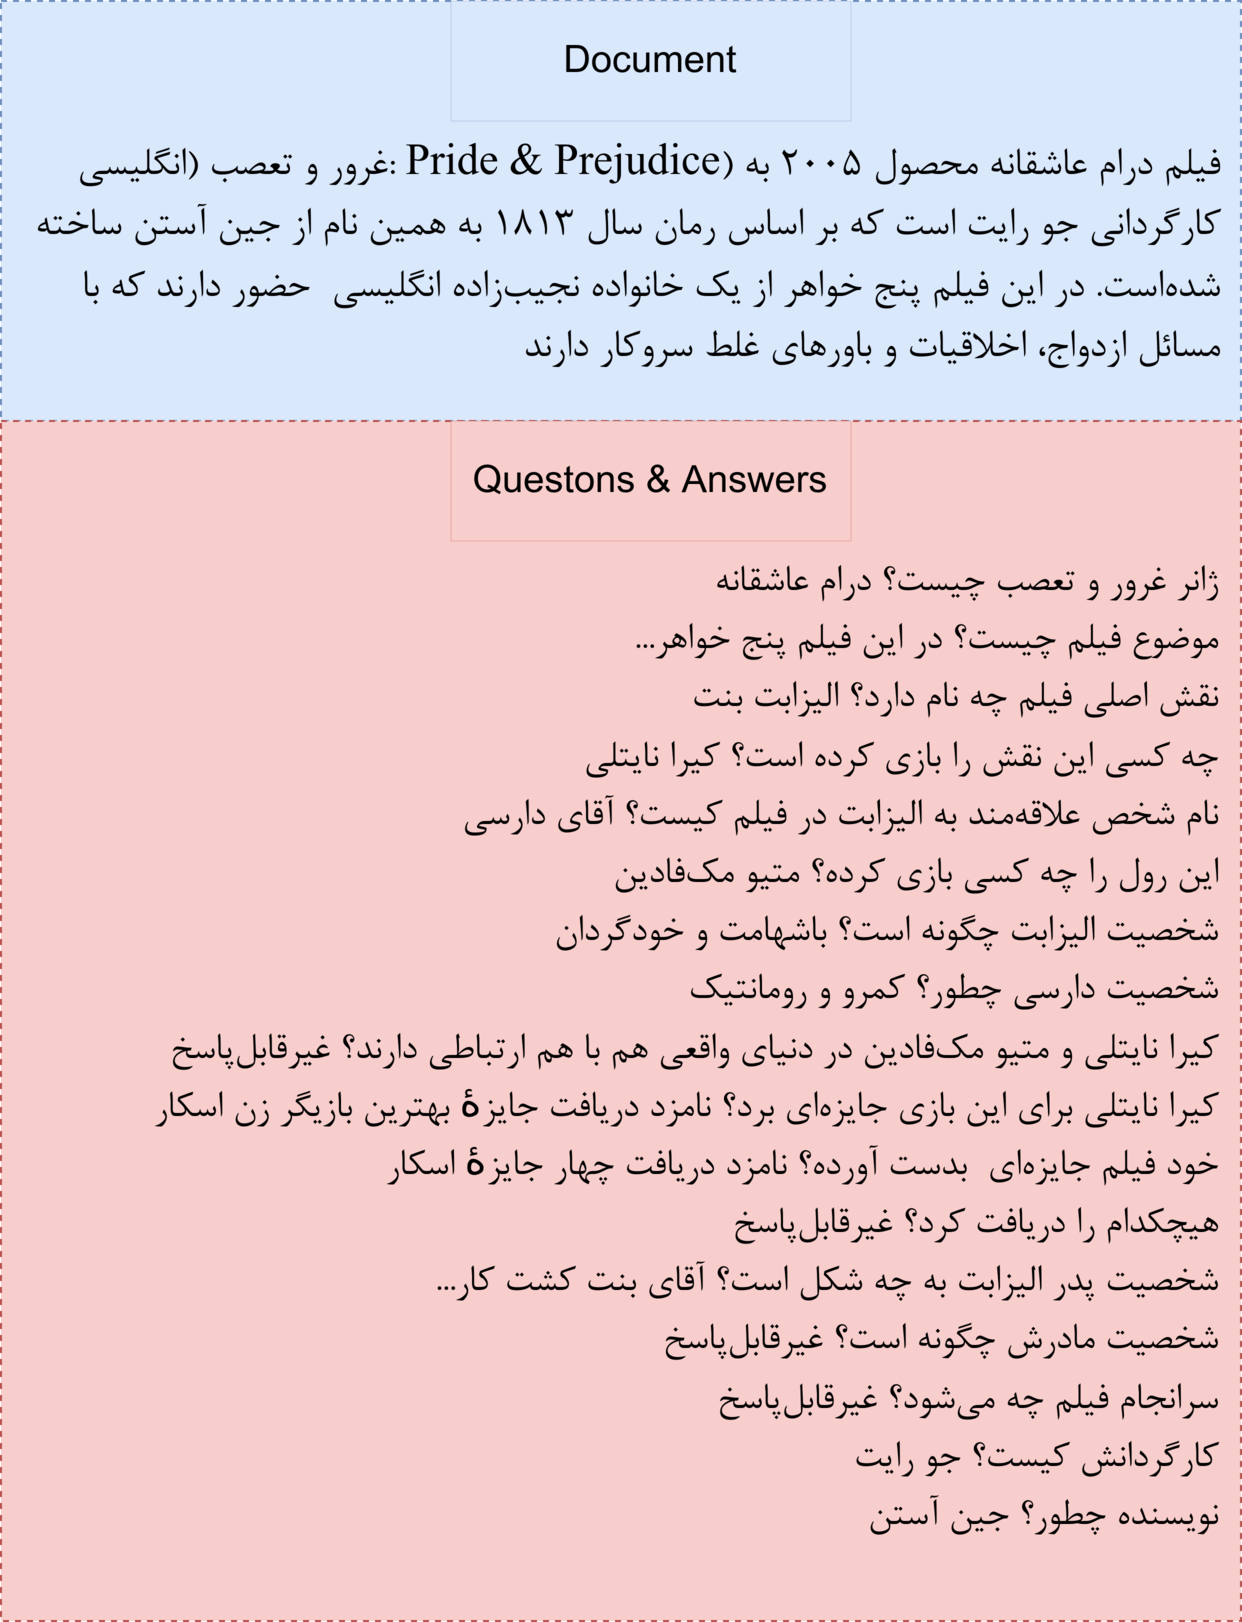 Document
فیلم درام عاشقانه محصول ۲۰۰۵ به (Pride & Prejudice :غرور و تعصب (انگلیسی
کارگردانی جو رایت است که بر اساس رمان سال ۱۸۱۳ به همین نام از جین آستن ساخته
شده‌است. در این فیلم پنج خواهر از یک خانواده نجیب‌زاده انگلیسی حضور دارند که با
مسائل ازدواج، اخلاقیات و باورهای غلط سروکار دارند
Questons & Answers
ژانر غرور و تعصب چیست؟ درام عاشقانه
موضوع فیلم چیست؟ در این فیلم پنج خواهر...
نقش اصلی فیلم چه نام دارد؟ الیزابت بنت
چه کسی این نقش را بازی کرده است؟ کیرا نایتلی
نام شخص علاقه‌مند به الیزابت در فیلم کیست؟ آقای دارسی
این رول را چه کسی بازی کرده؟ متیو مک‌فادین
شخصیت الیزابت چگونه است؟ باشهامت و خودگردان
شخصیت دارسی چطور؟ کمرو و رومانتیک
کیرا نایتلی و متیو مک‌فادین در دنیای واقعی هم با هم ارتباطی دارند؟ غیرقابل‌پاسخ
کیرا نایتلی برای این بازی جایزه‌ای برد؟ نامزد دریافت جایزهٔ بهترین بازیگر زن اسکار
خود فیلم جایزه‌ای بدست آورده؟ نامزد دریافت چهار جایزهٔ اسکار
هیچکدام را دریافت کرد؟ غیرقابل‌پاسخ
شخصیت پدر الیزابت به چه شکل است؟ آقای بنت کشت کار...
شخصیت مادرش چگونه است؟ غیرقابل‌پاسخ
سرانجام فیلم چه می‌شود؟ غیرقابل‌پاسخ
کارگردانش کیست؟ جو رایت
نویسنده چطور؟ جین آستن